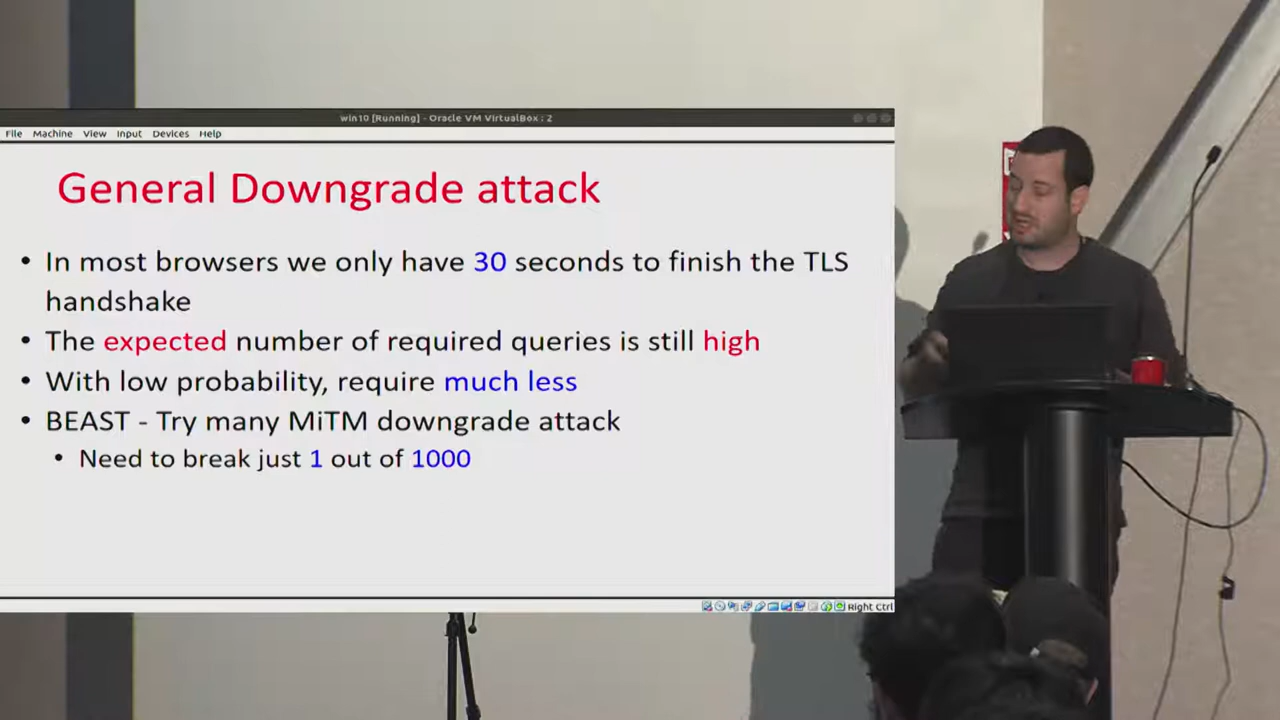 win10 [Running] - Oracle VM VirtualBox : 2
File Machine View Input Devices Help
General Downgrade attack
• In most browsers we only have 30 seconds to finish the TLS
handshake
• The expected number of required queries is still high
• With low probability, require much less
• BEAST - Try many MiTM downgrade attack
• Need to break just 1 out of 1000
Right Ctrl